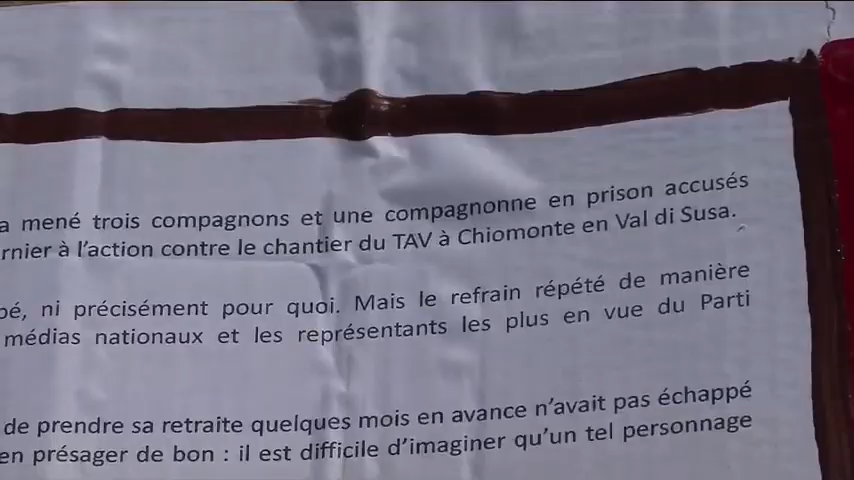 a mené trois compagnons et une compagnonne en prison accusés
rnier à l'action contre le chantier du TAV à Chiomonte en Val di Susa.
pé, ni précisément pour quoi. Mais le refrain répété de manière
médias nationaux et les représentants les plus en vue du Parti
de prendre sa retraite quelques mois en avance n'avait pas échappé
en présager de bon : il est difficile d'imaginer qu'un tel personnage